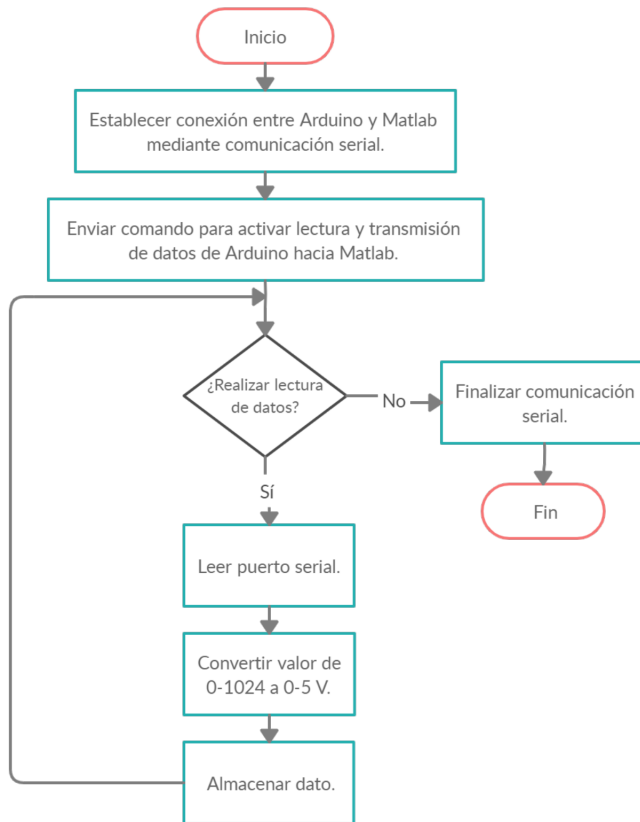 Inicio
Establecer conexión entre Arduino y Matlab
mediante comunicación serial.
Enviar comando para activar lectura y transmisión
de datos de Arduino hacia Matlab.
¿Realizar lectura
de datos?
No
Finalizar comunicación
serial.
Fin
Sí
Leer puerto serial.
Convertir valor de
0-1024 a 0-5 V.
Almacenar dato.